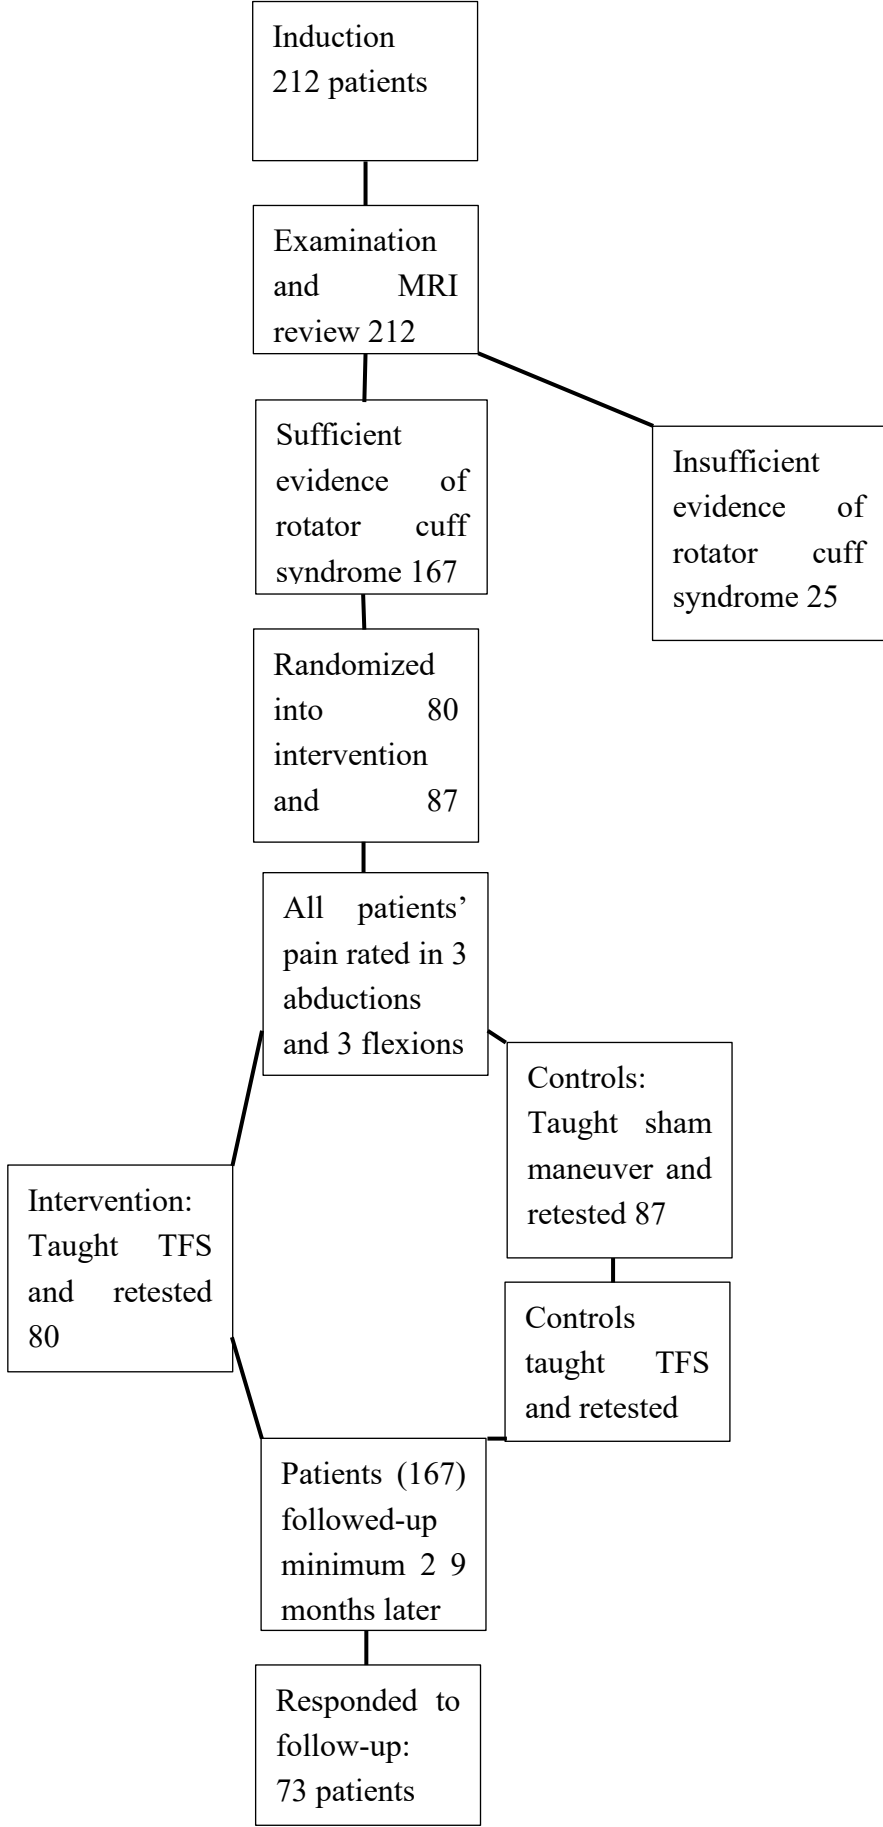 Induction
212 patients
Examination
and MRI
review 212
Sufficient
evidence of
rotator cuff
syndrome 167
Insufficient
evidence of
rotator cuff
syndrome 25
Randomized
into 80
intervention
and 87
All patients’
pain rated in 3
abductions
and 3 flexions
Controls:
Taught sham
maneuver and
retested 87
Intervention:
Taught TFS
and retested
80
Controls
taught TFS
and retested
Patients (167)
followed-up
minimum 2 9
months later
Responded to
follow-up:
73 patients